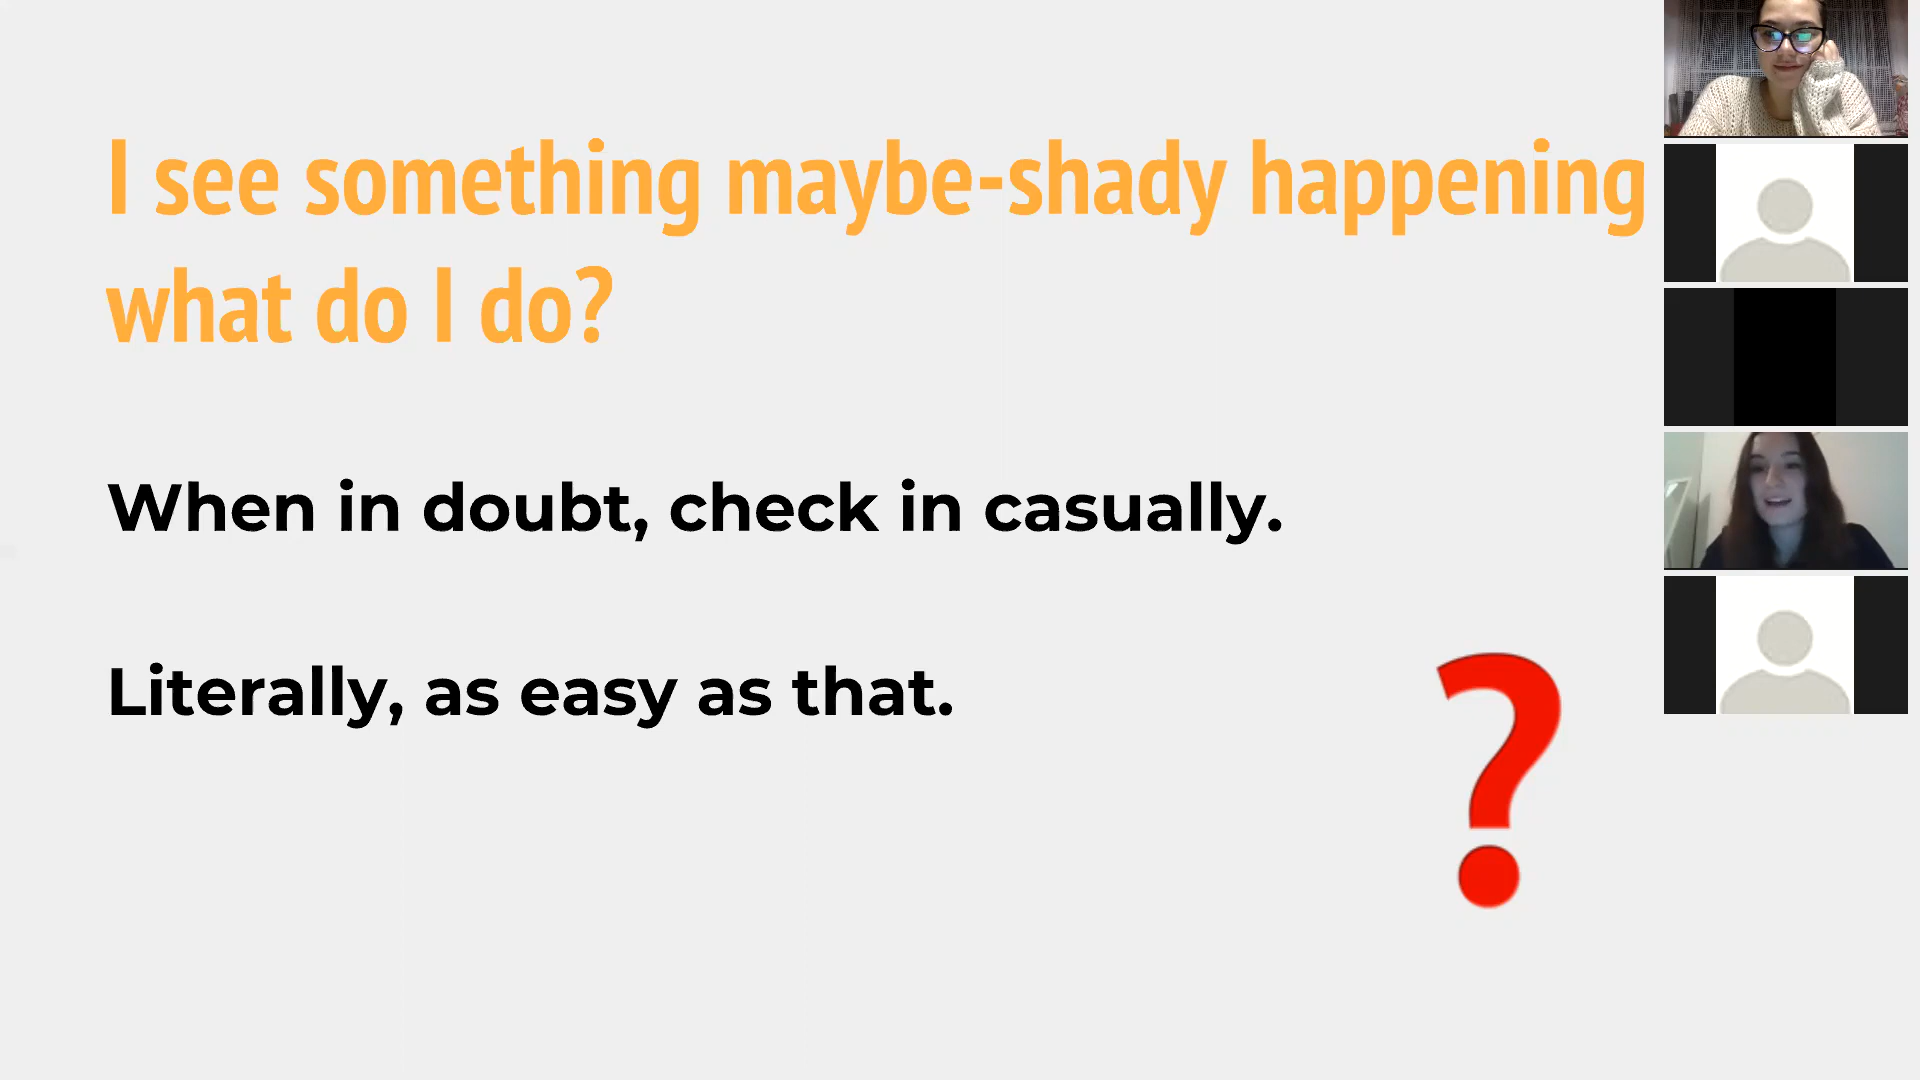 I see something maybe-shady happening
what do I do?
When in doubt, check in casually.
Literally, as easy as that.
?